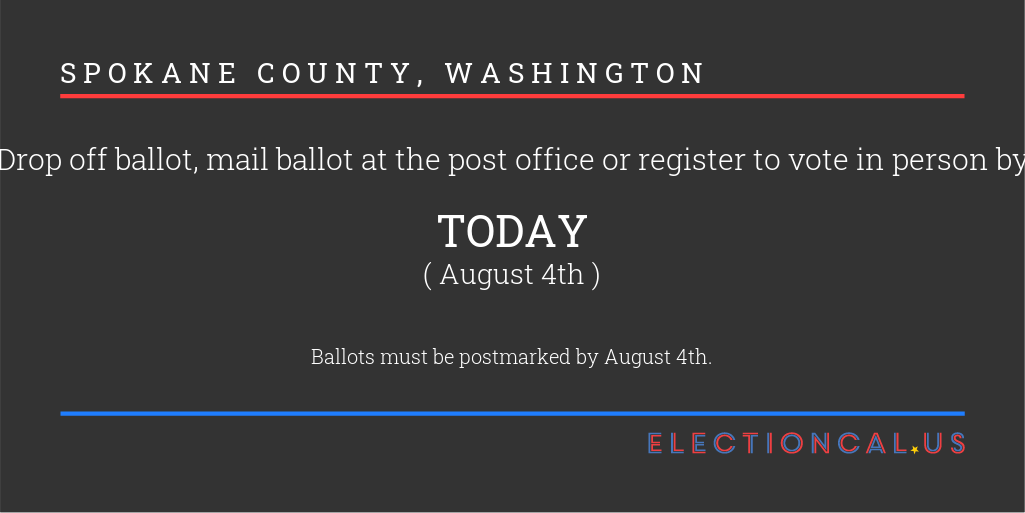 SPOKANE COUNTY, WASHINGTON
Drop off ballot, mail ballot at the post office or register to vote in person by
TODAY
( August 4th )
Ballots must be postmarked by August 4th.
ELECTIONCAL.US